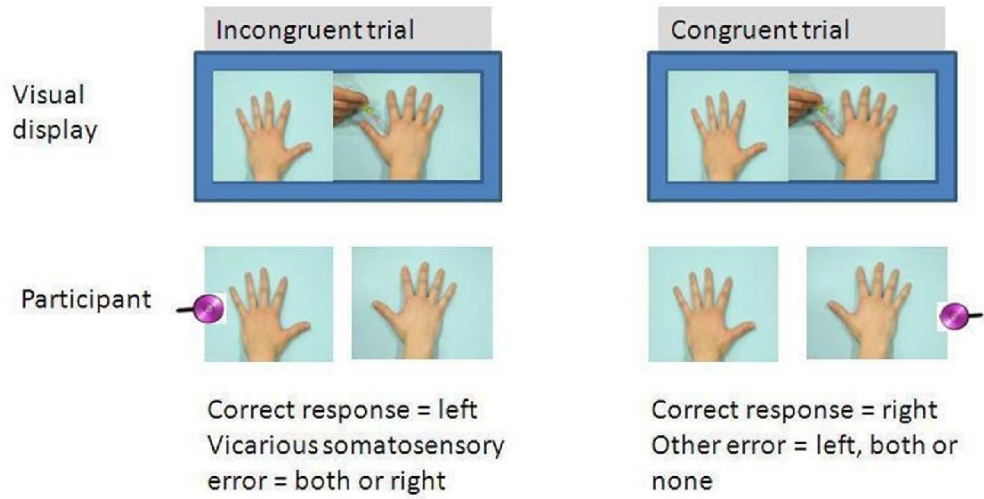 Incongruent trial
Congruent trial
Visual
display
Participant
Correct response = left
Vicarious somatosensory
error = both or right
Correct response = right
Other error = left, both or
none